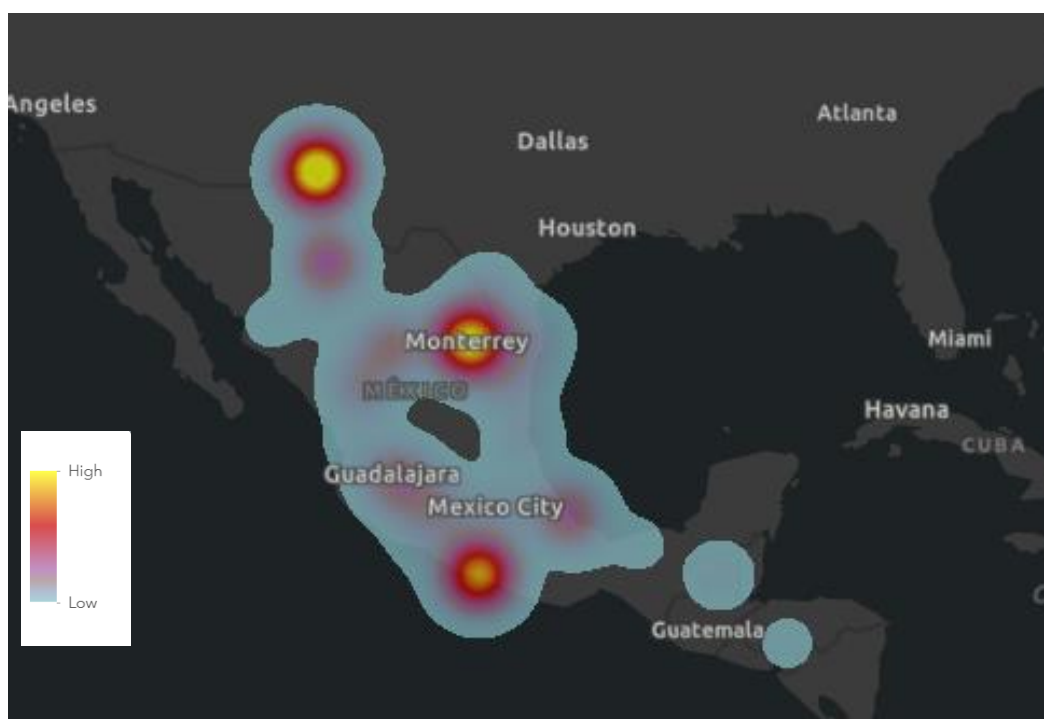 Angeles
Atlanta
Dallas
Houston
Monterrey
Miami
MÉXICO
Havana
CUBA
High
Guadalajara
Mexico City
Low
Guatemala